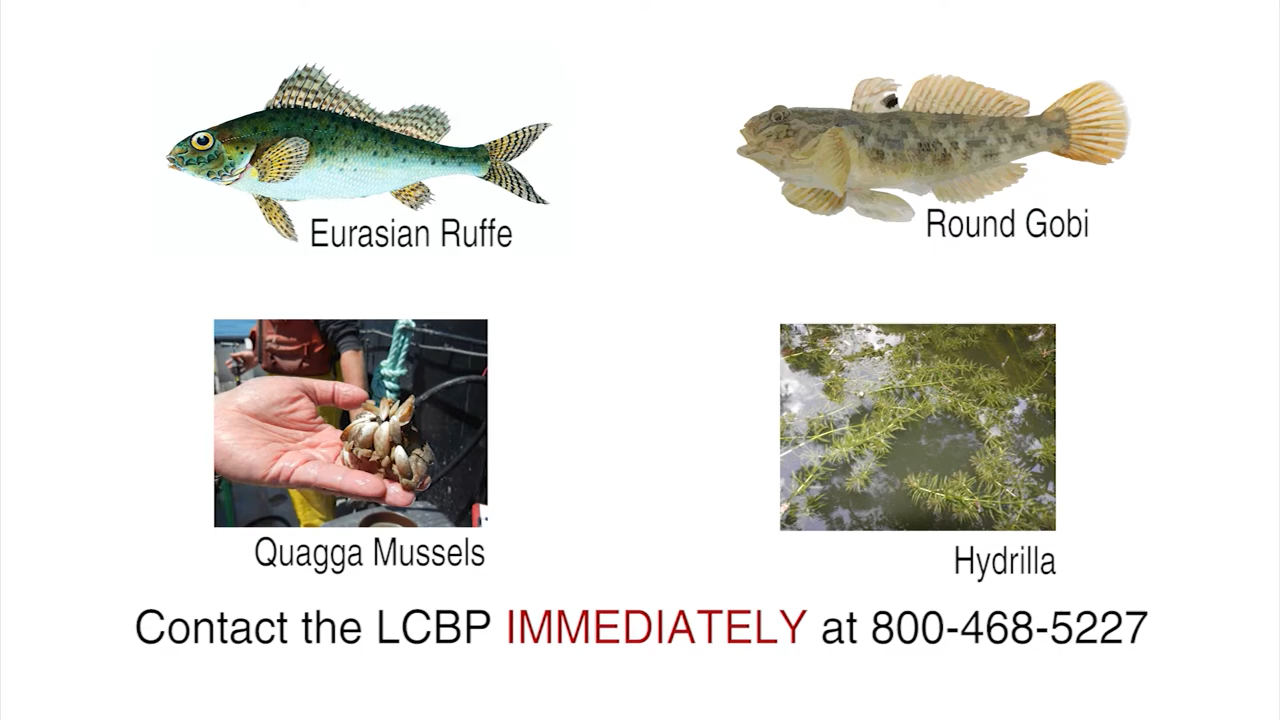 Eurasian Ruffe
Round Gobi
Quagga Mussels
Hydrilla
Contact the LCBP IMMEDIATELY at 800-468-5227